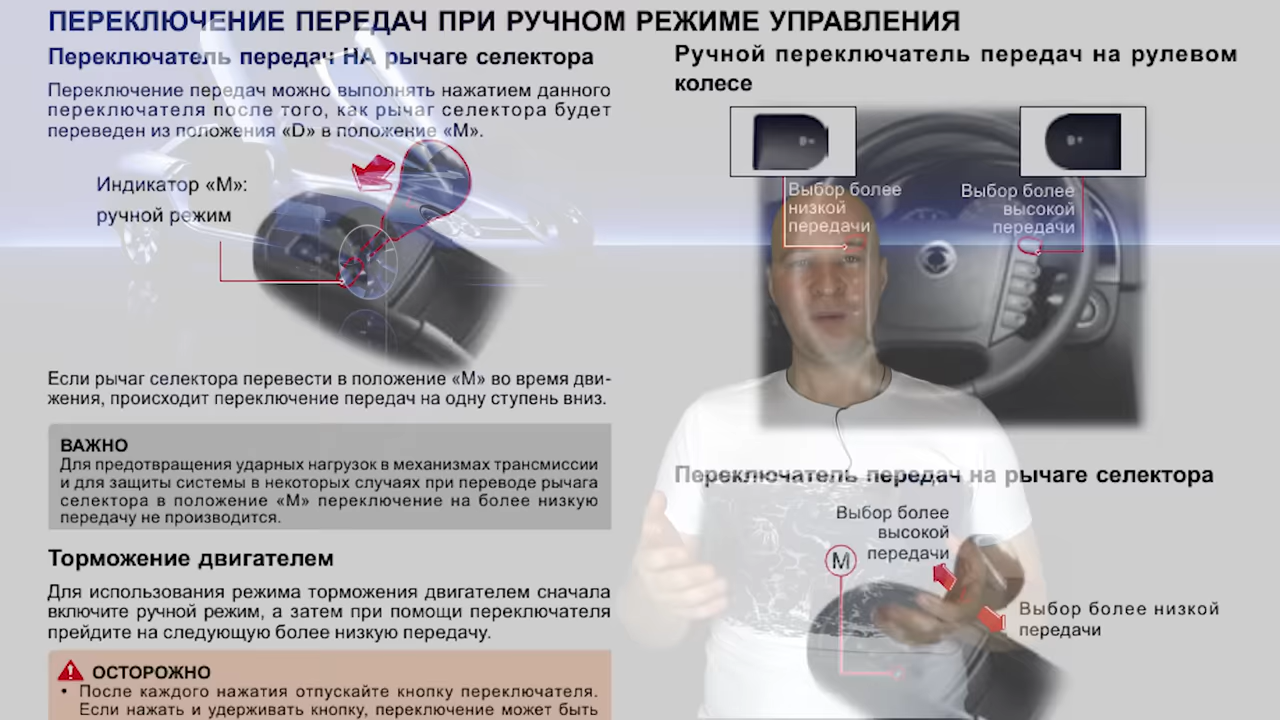 ПЕРЕКЛЮЧЕНИЕ ПЕРЕДАЧ ПРИ РУЧНОМ РЕЖИМЕ УПРАВЛЕНИЯ
Переключатель передач НА рычаге селектора
Переключение передач можно выполнять нажатием данного
переключателя после того, как рычаг селектора будет
переведен из положения «D» в положение «M».
Индикатор «M»:
ручной режим
Если рычаг селектора перевести в положение «M» во время дви-
жения, происходит переключение передач на одну ступень вниз.
ВАЖНО
Для предотвращения ударных нагрузок в механизмах трансмиссии
и для защиты системы в некоторых случаях при переводе рычага
селектора в положение «M» переключение на более низкую
передачу не производится.
Торможение двигателем
Для использования режима торможения двигателем сначала
включите ручной режим, а затем при помощи переключателя
прейдите на следующую более низкую передачу.
ОСТОРОЖНО
• После каждого нажатия отпускайте кнопку переключателя.
Если нажать и удерживать кнопку, переключение может быть
Ручной переключатель передач на рулевом
колесе
Выбор более
низкой
передачи
Выбор более
высокой
передачи
Переключатель передач на рычаге селектора
Выбор более
высокой
передачи
M
Выбор более низкой
передачи